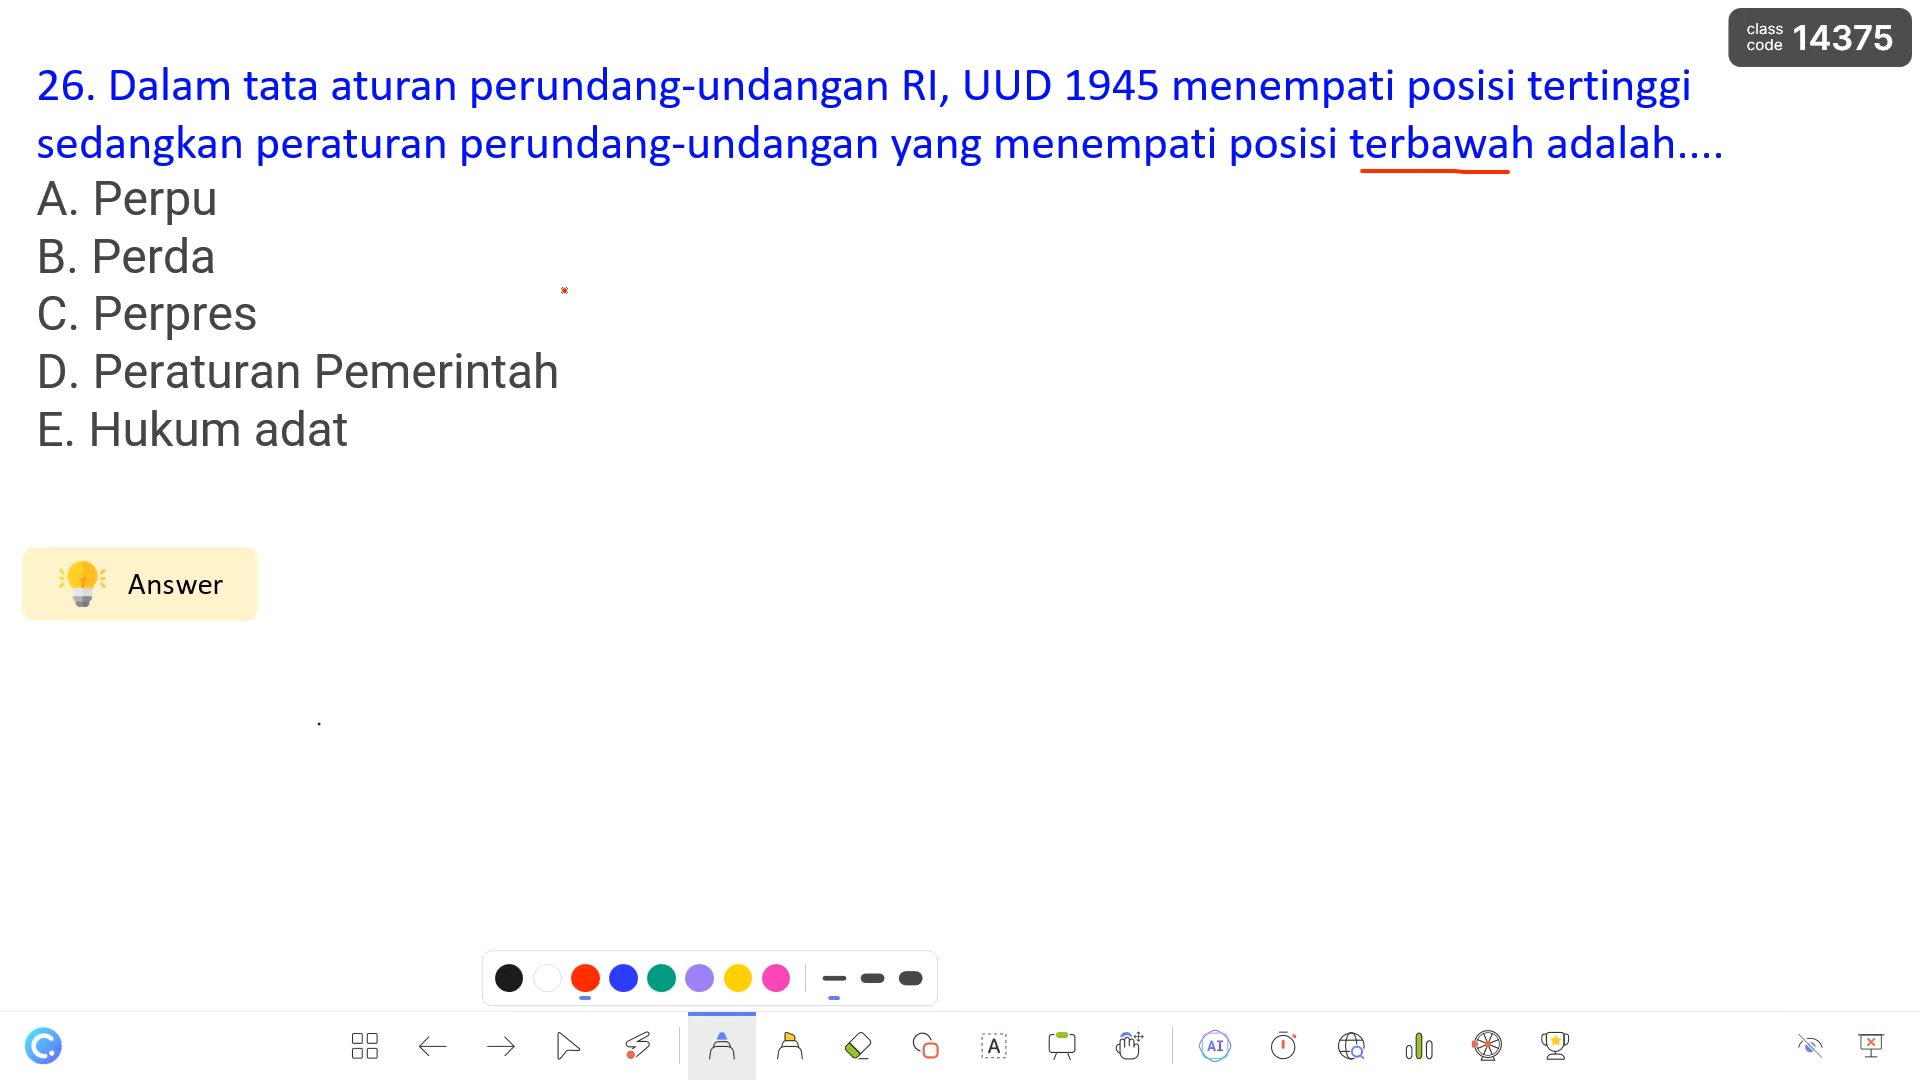 class
code 14375
26. Dalam tata aturan perundang-undangan RI, UUD 1945 menempati posisi tertinggi
sedangkan peraturan perundang-undangan yang menempati posisi terbawah adalah....
A. Perpu
B. Perda
C. Perpres
D. Peraturan Pemerintah
E. Hukum adat
Answer
A
AI